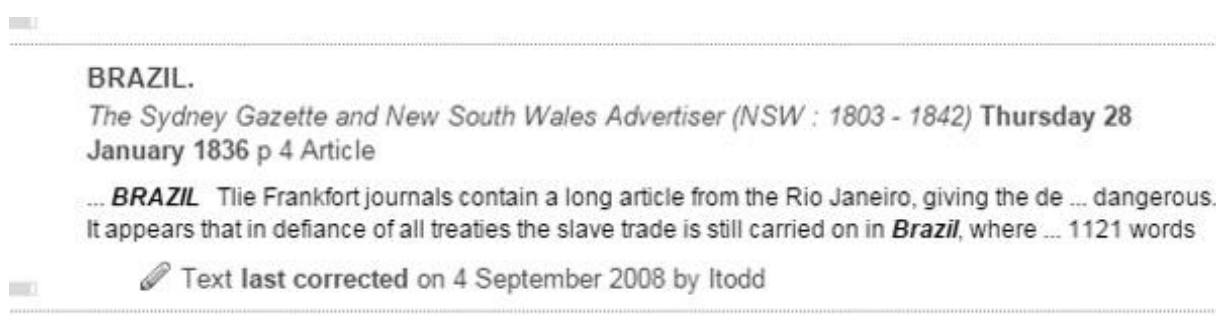 BRAZIL.
The Sydney Gazette and New South Wales Advertiser (NSW : 1803 - 1842) Thursday 28
January 1836 p 4 Article
... BRAZIL Tlie Frankfort journals contain a long article from the Rio Janeiro, giving the de ... dangerous.
It appears that in defiance of all treaties the slave trade is still carried on in Brazil, where ... 1121 words
Text last corrected on 4 September 2008 by ltodd